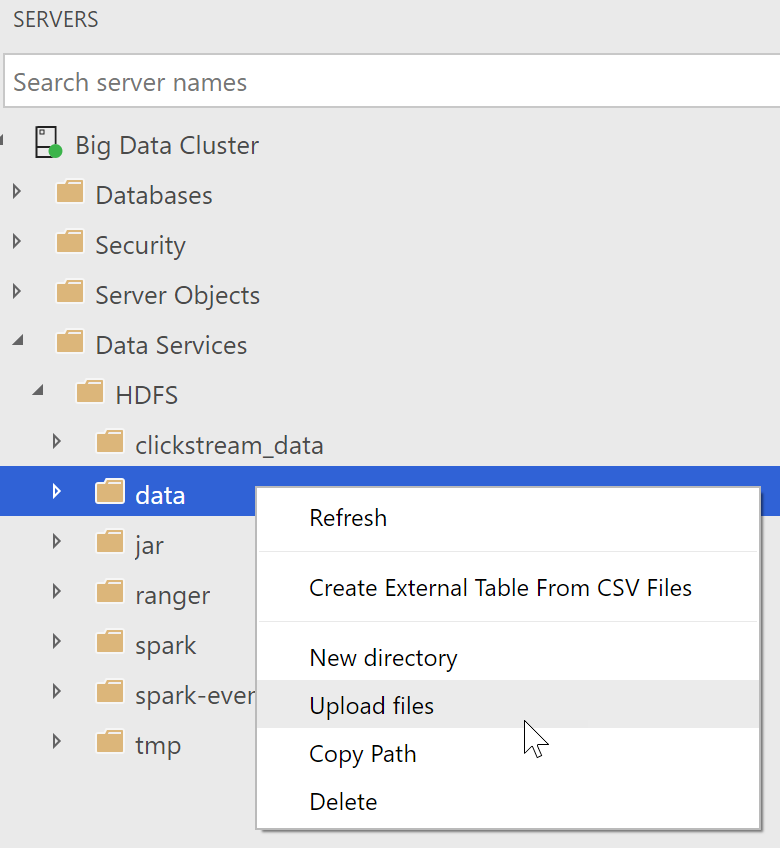 SERVERS
Search server names
Big Data Cluster
Databases
Security
Server Objects
Data Services
HDFS
clickstream_data
data
Refresh
jar
Create External Table From CSV Files
ranger
spark
New directory
spark-ever
Upload files
tmp
Copy Path
Delete